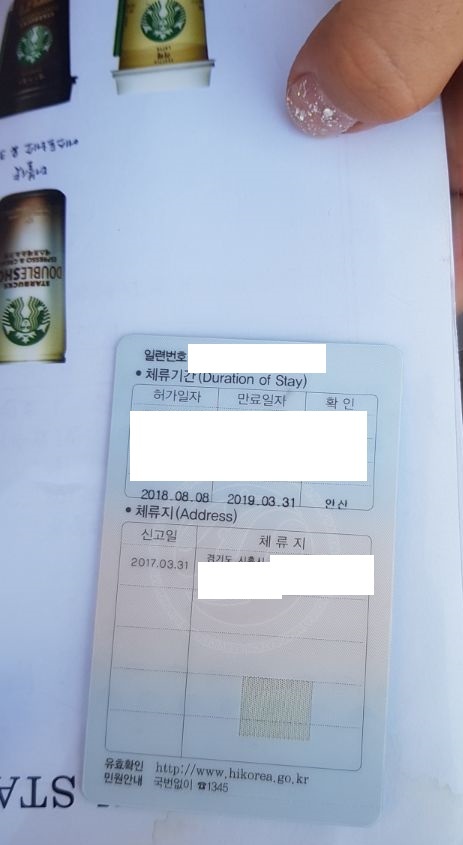 STARBUCKS
DOUBLESHOT
ESPRESSO & CREAM
일련번호
• 체류기간(Duration of Stay)
허가일자 만료일자 확 인
2018.08.08 2019.03.31 안산
• 체류지(Address)
신고일 체 류 지
2017.03.31 경기도 시흥시
유효확인 http://www.hikorea.go.kr
민원안내 국번없이 ☎1345
STA